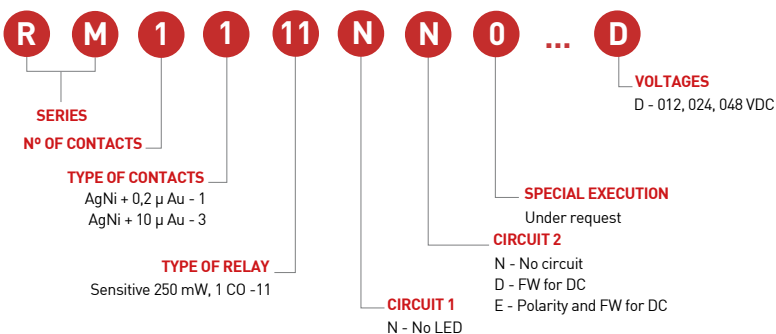 R M 1 1 11 N N 0 ... D
VOLTAGES
D - 012, 024, 048 VDC
SERIES
Nº OF CONTACTS
TYPE OF CONTACTS
AgNi + 0,2 µ Au - 1
AgNi + 10 µ Au - 3
SPECIAL EXECUTION
Under request
CIRCUIT 2
N - No circuit
D - FW for DC
E - Polarity and FW for DC
TYPE OF RELAY
Sensitive 250 mW, 1 CO -11
CIRCUIT 1
N - No LED